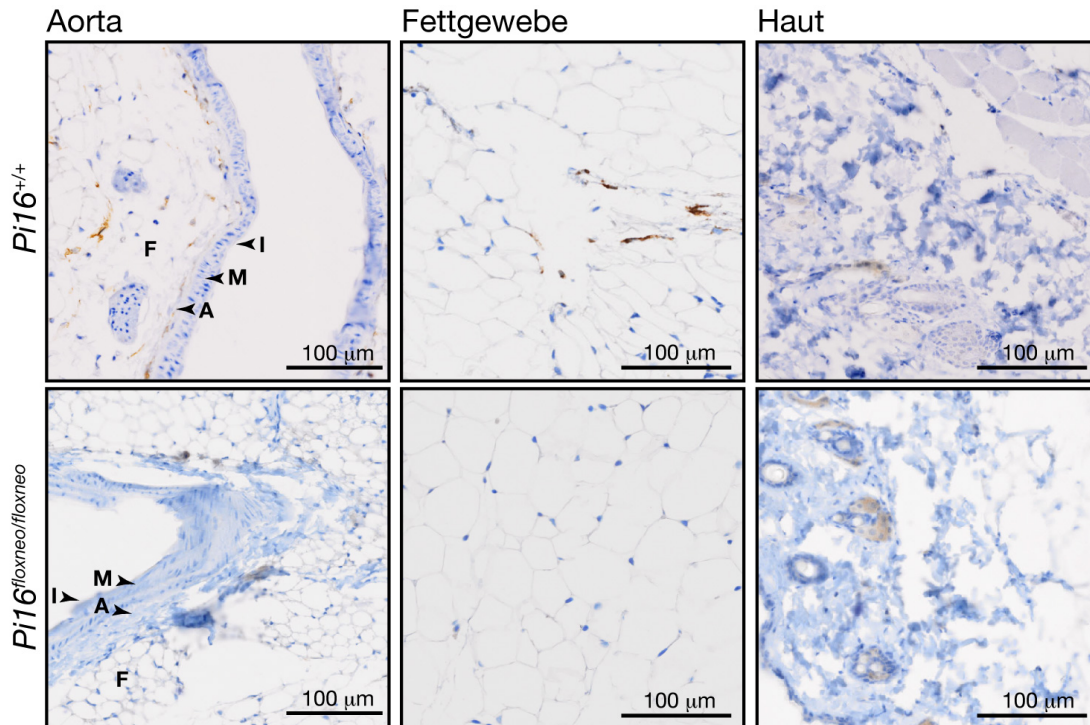 Aorta
Fettgewebe
Haut
Pi16+/+
F
I
M
A
100 μm
100 μm
100 μm
Pi16floxneo/floxneo
M
I
A
F
100 μm
100 μm
100 μm